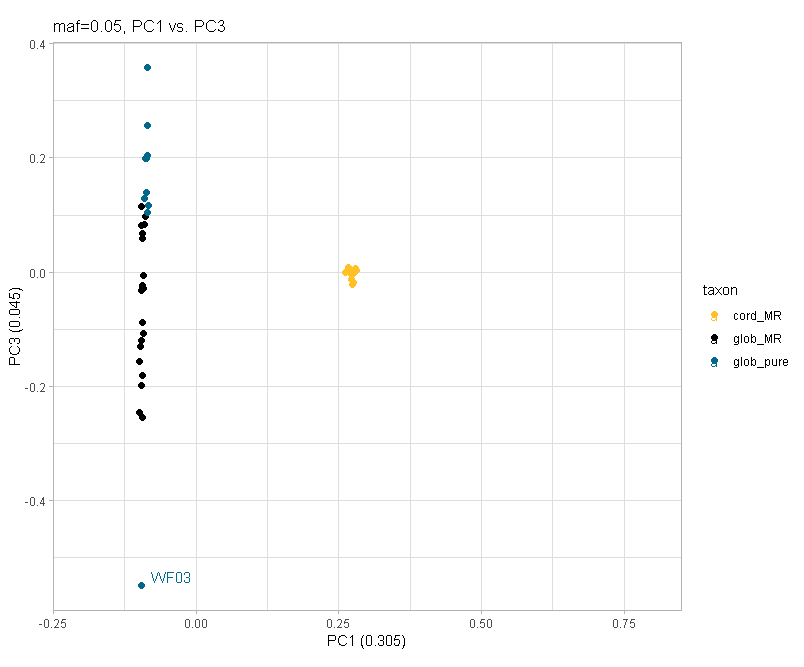 maf=0.05, PC1 vs. PC3
0.4
0.2
0.0
-0.2
-0.4
PC3 (0.045)
WF03
-0.25
0.00
0.25
0.50
0.75
PC1 (0.305)
taxon
a cord_MR
a glob_MR
a glob_pure